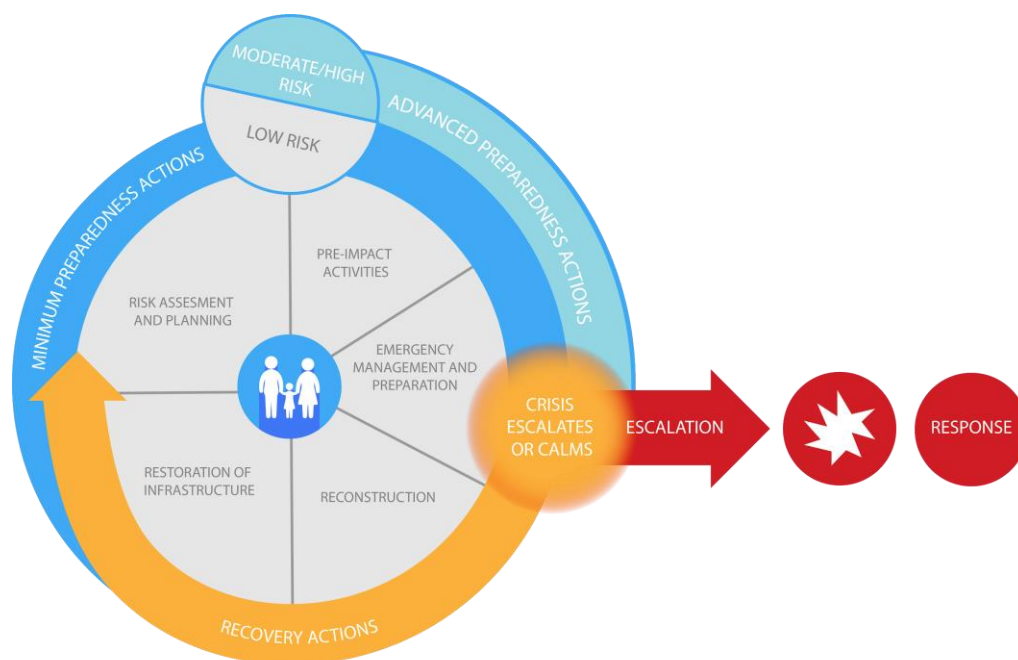 MODERATE/HIGH
RISK
LOW RISK
ADVANCED PREPAREDNESS ACTIONS
MINIMUM PREPAREDNESS ACTIONS
PRE-IMPACT
ACTIVITIES
RISK ASSESMENT
AND PLANNING
EMERGENCY
MANAGEMENT AND
PREPARATION
CRISIS
ESCALATES
OR CALMS
ESCALATION
RESPONSE
RESTORATION OF
INFRASTRUCTURE
RECONSTRUCTION
RECOVERY ACTIONS